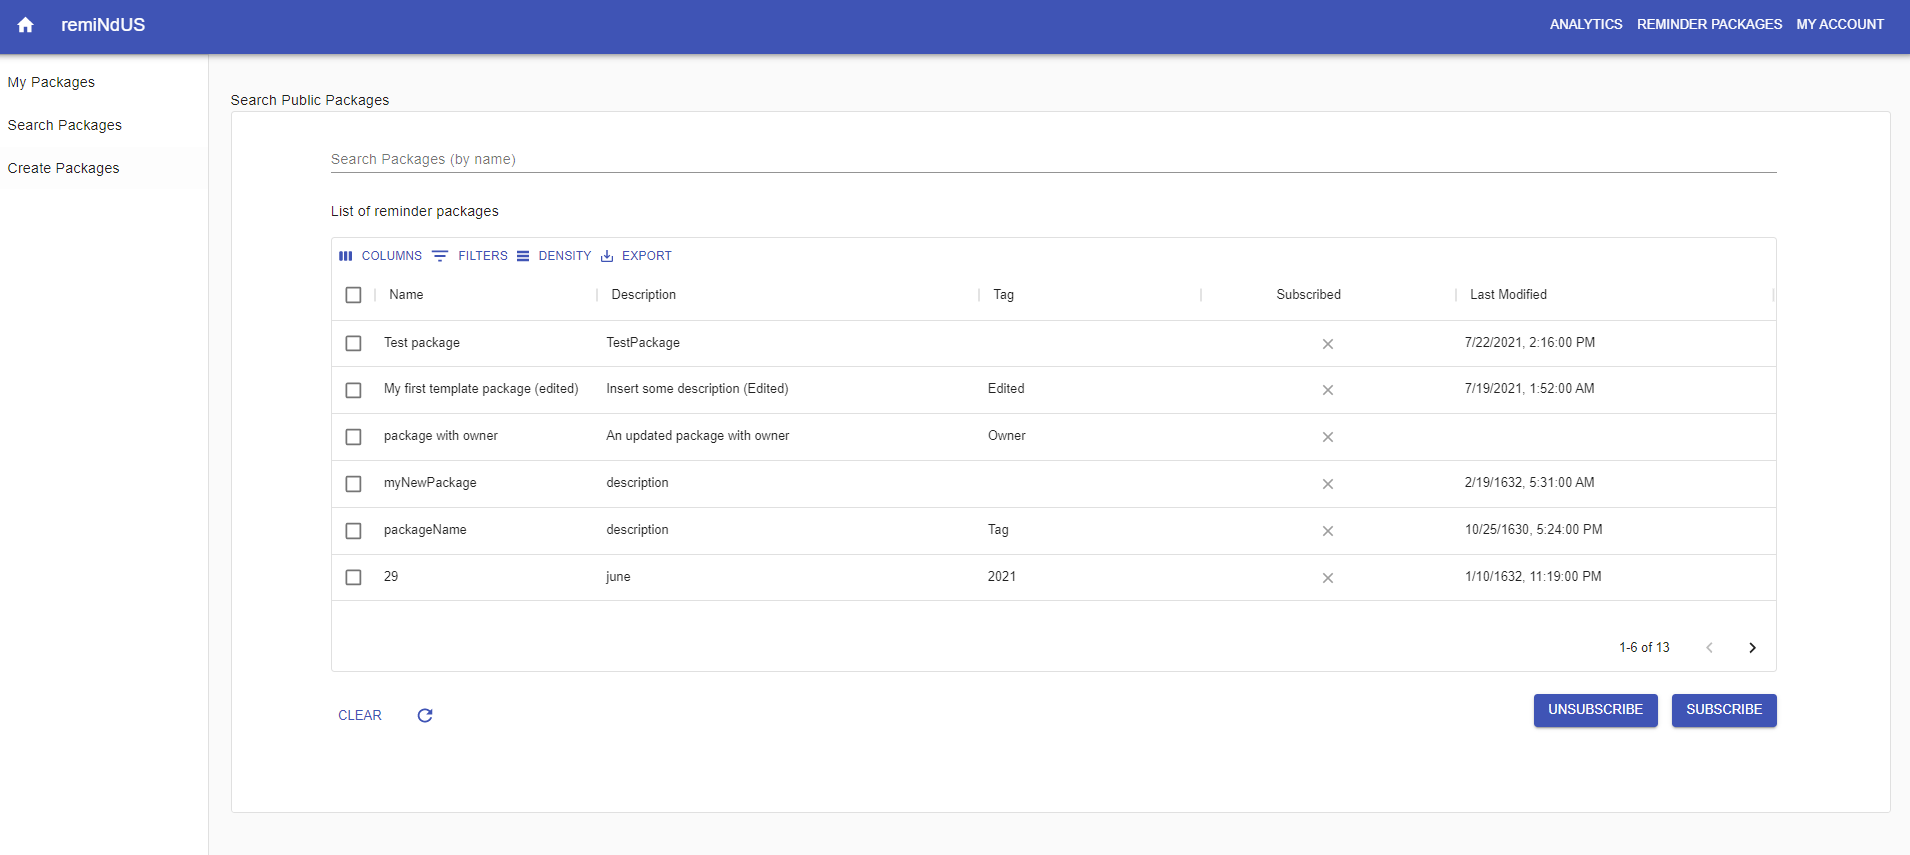 remiNdUS ANALYTICS REMINDER PACKAGES MY ACCOUNT
My Packages
Search Packages
Create Packages
Search Public Packages
Search Packages (by name)
List of reminder packages
COLUMNS FILTERS DENSITY EXPORT
Name Description Tag Subscribed Last Modified
Test package TestPackage 7/22/2021, 2:16:00 PM
My first template package (edited) Insert some description (Edited) Edited 7/19/2021, 1:52:00 AM
package with owner An updated package with owner Owner
myNewPackage description 2/19/1632, 5:31:00 AM
packageName description Tag 10/25/1630, 5:24:00 PM
29 june 2021 1/10/1632, 11:19:00 PM
1-6 of 13
CLEAR UNSUBSCRIBE SUBSCRIBE